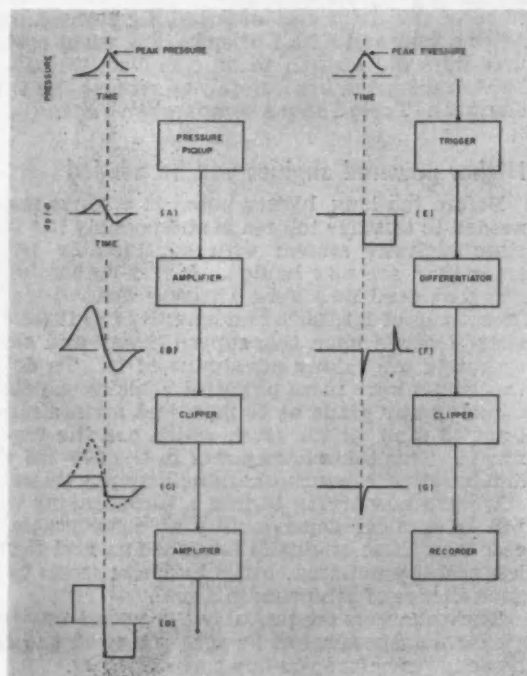 PEAK PRESSURE
PRESSURE
TIME
PRESSURE
PICKUP
dp/dt
(A)
TIME
AMPLIFIER
(B)
CLIPPER
(C)
AMPLIFIER
(D)
PEAK PRESSURE
TIME
TRIGGER
(E)
DIFFERENTIATOR
(F)
CLIPPER
(G)
RECORDER